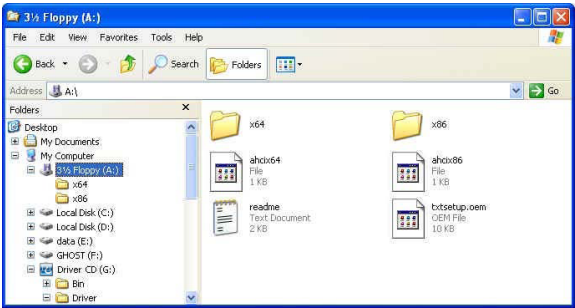 3½ Floppy (A:)
File Edit View Favorites Tools Help
Back Search Folders
Address A:\ Go
Folders x
Desktop
My Documents
My Computer
3½ Floppy (A:)
x64
x86
Local Disk (C:)
Local Disk (D:)
data (E:)
GHOST (F:)
Driver CD (G:)
Bin
Driver
x64
x86
ahcix64
File
1 KB
ahcix86
File
1 KB
readme
Text Document
2 KB
txtsetup.oem
OEM File
10 KB